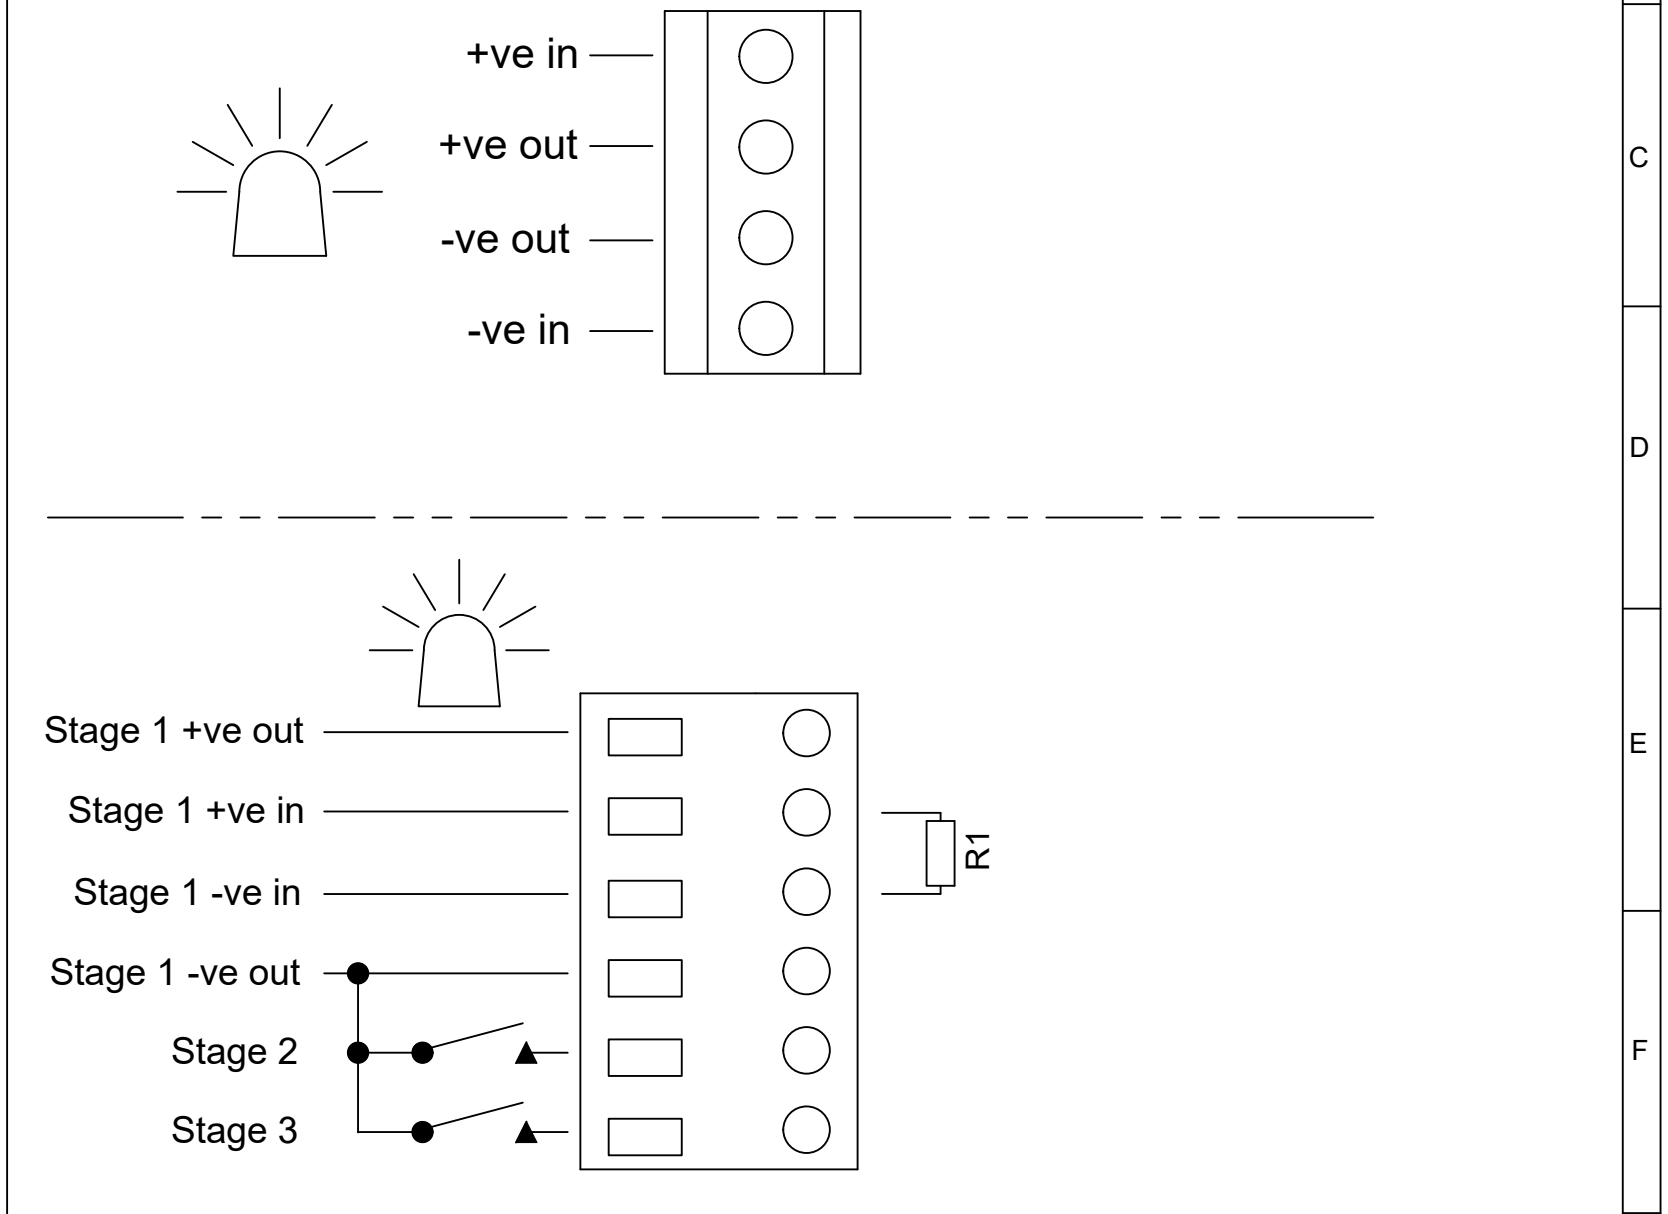 +ve in
+ve out
-ve out
-ve in
Stage 1 +ve out
Stage 1 +ve in
Stage 1 -ve in
Stage 1 -ve out
Stage 2
Stage 3
R1
C
D
E
F